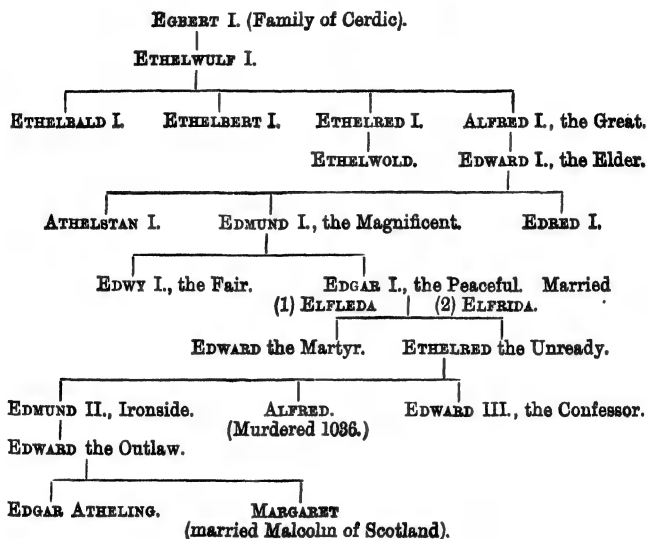 EGBERT I. (Family of Cerdic).
ETHELWULF I.
ETHELBALD I. ETHELBERT I. ETHELRED I. ALFRED I., the Great.
ETHELWOLD. EDWARD I., the Elder.
ATHELSTAN I. EDMUND I., the Magnificent. EDRED I.
EDWY I., the Fair. EDGAR I., the Peaceful. Married
(1) ELFLEDA (2) ELFRIDA.
EDWARD the Martyr. ETHELRED the Unready.
EDMUND II., Ironside. ALFRED. EDWARD III., the Confessor.
(Murdered 1036.)
EDWARD the Outlaw.
EDGAR ATHELING. MARGARET
(married Malcolm of Scotland).